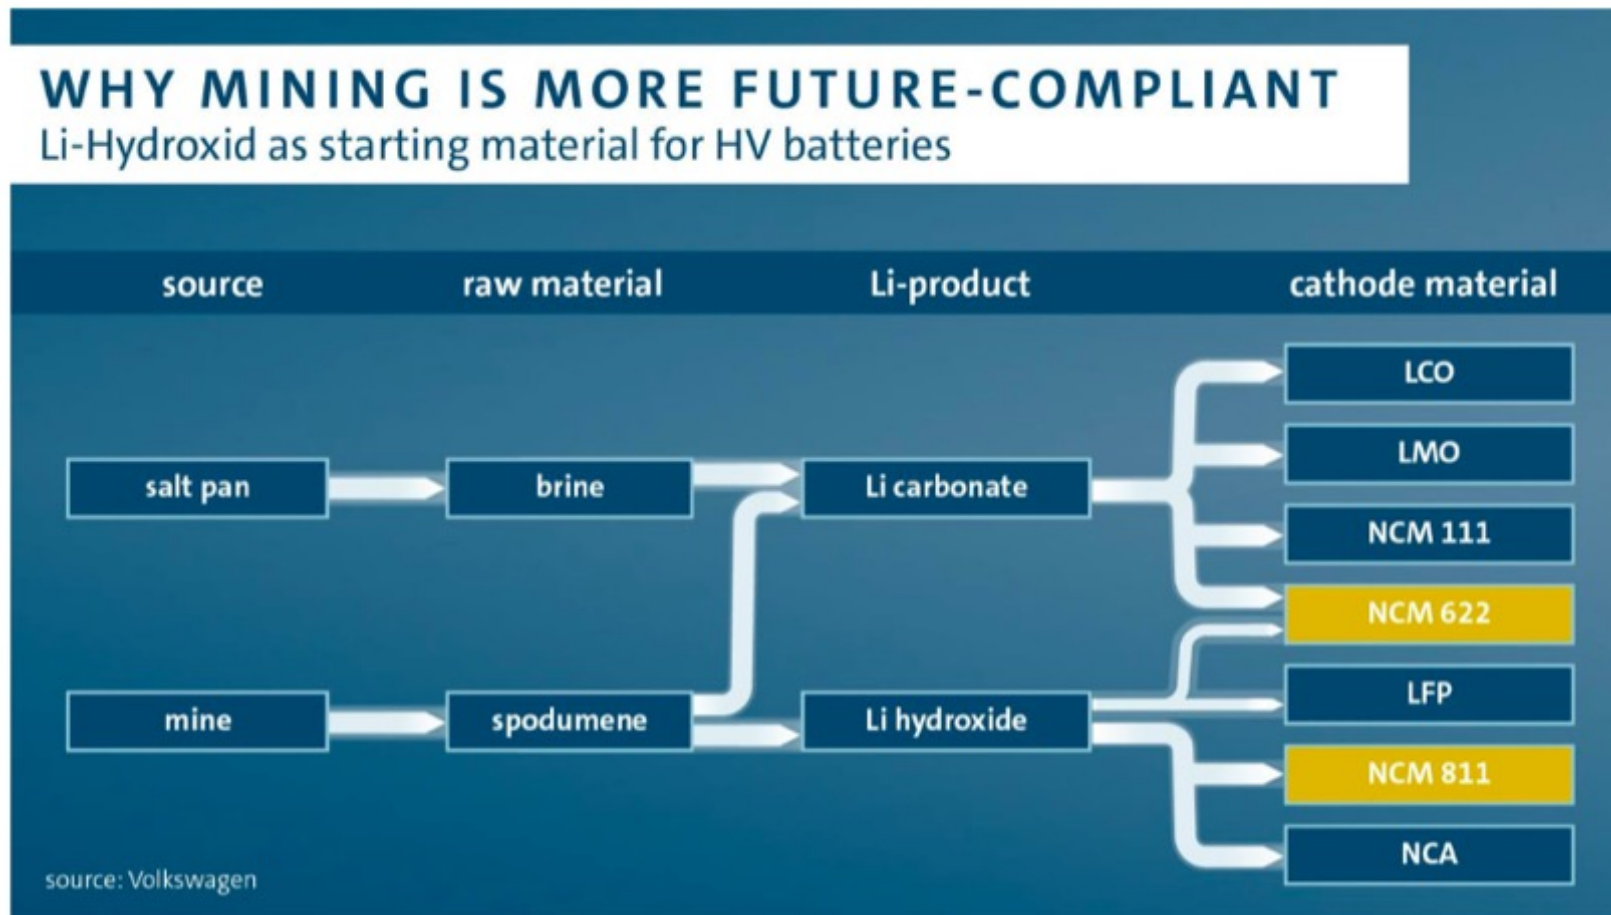 WHY MINING IS MORE FUTURE-COMPLIANT
Li-Hydroxid as starting material for HV batteries
source raw material Li-product cathode material
LCO
LMO
salt pan brine Li carbonate
NCM 111
NCM 622
LFP
mine spodumene Li hydroxide
NCM 811
NCA
source: Volkswagen